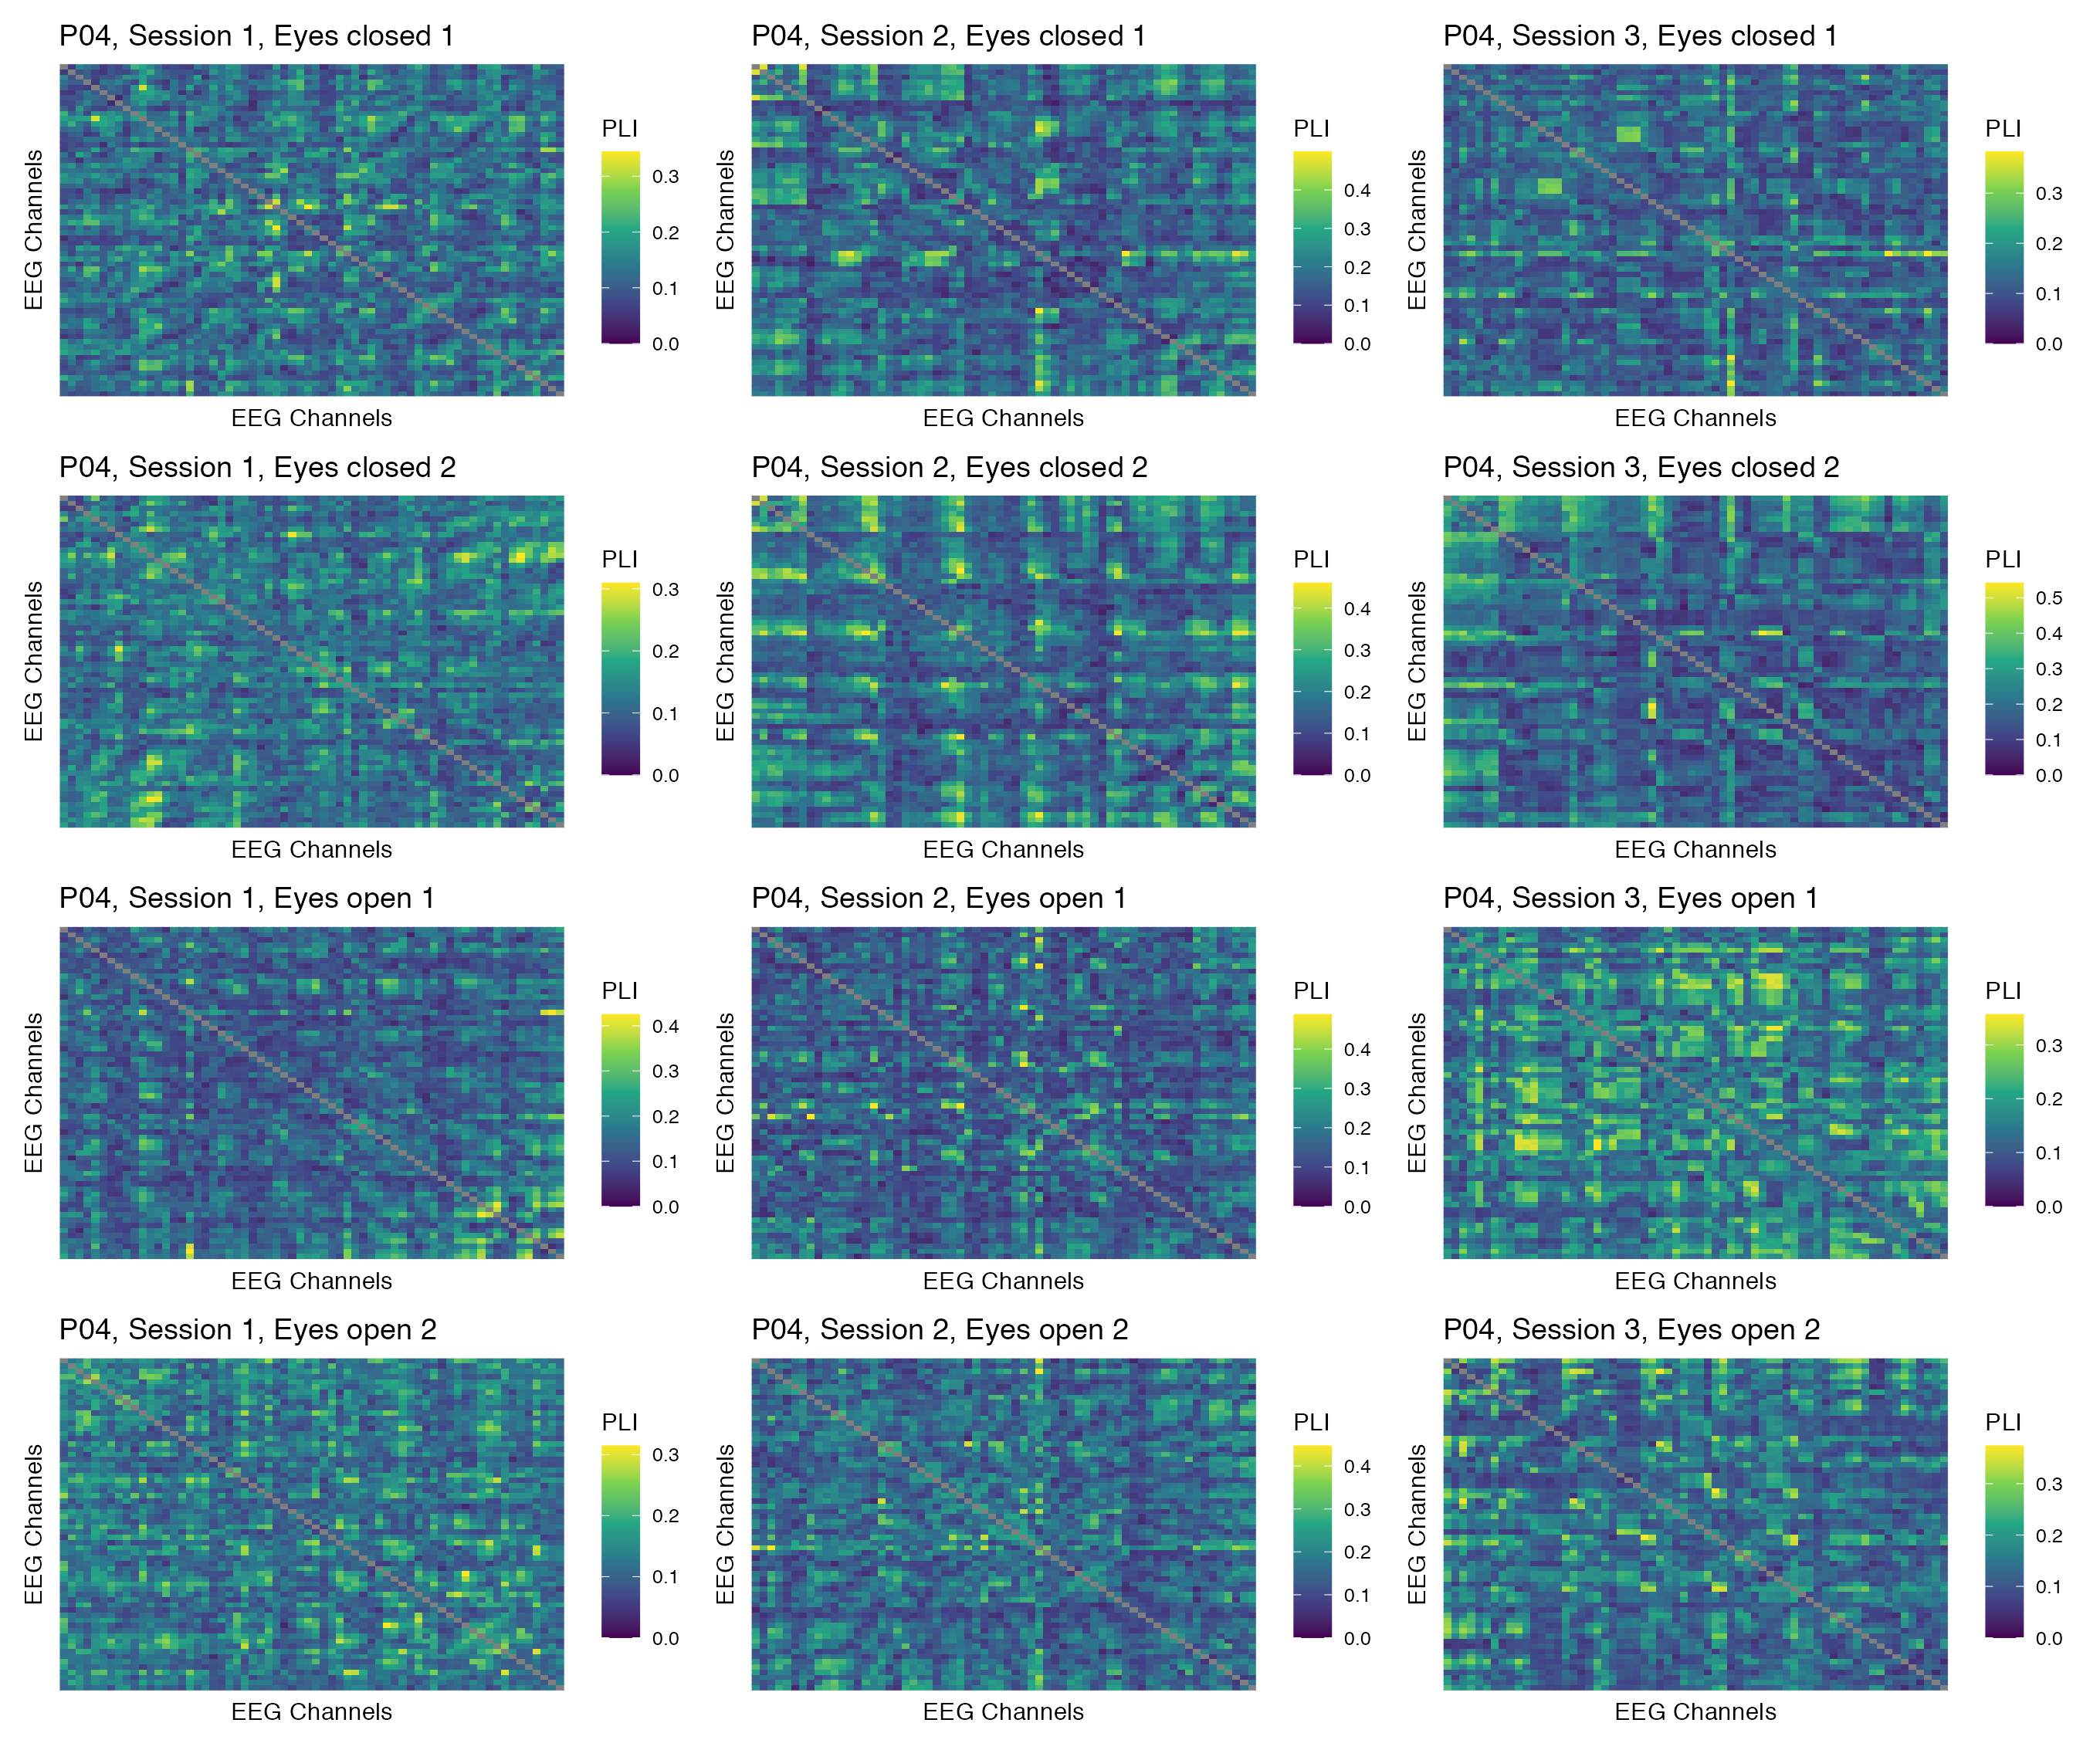 P04, Session 1, Eyes closed 1
EEG Channels
EEG Channels
PLI
0.3
0.2
0.1
0.0
P04, Session 2, Eyes closed 1
EEG Channels
EEG Channels
PLI
0.4
0.3
0.2
0.1
0.0
P04, Session 3, Eyes closed 1
EEG Channels
EEG Channels
PLI
0.3
0.2
0.1
0.0
P04, Session 1, Eyes closed 2
EEG Channels
EEG Channels
PLI
0.3
0.2
0.1
0.0
P04, Session 2, Eyes closed 2
EEG Channels
EEG Channels
PLI
0.4
0.3
0.2
0.1
0.0
P04, Session 3, Eyes closed 2
EEG Channels
EEG Channels
PLI
0.5
0.4
0.3
0.2
0.1
0.0
P04, Session 1, Eyes open 1
EEG Channels
EEG Channels
PLI
0.4
0.3
0.2
0.1
0.0
P04, Session 2, Eyes open 1
EEG Channels
EEG Channels
PLI
0.4
0.3
0.2
0.1
0.0
P04, Session 3, Eyes open 1
EEG Channels
EEG Channels
PLI
0.3
0.2
0.1
0.0
P04, Session 1, Eyes open 2
EEG Channels
EEG Channels
PLI
0.3
0.2
0.1
0.0
P04, Session 2, Eyes open 2
EEG Channels
EEG Channels
PLI
0.4
0.3
0.2
0.1
0.0
P04, Session 3, Eyes open 2
EEG Channels
EEG Channels
PLI
0.3
0.2
0.1
0.0